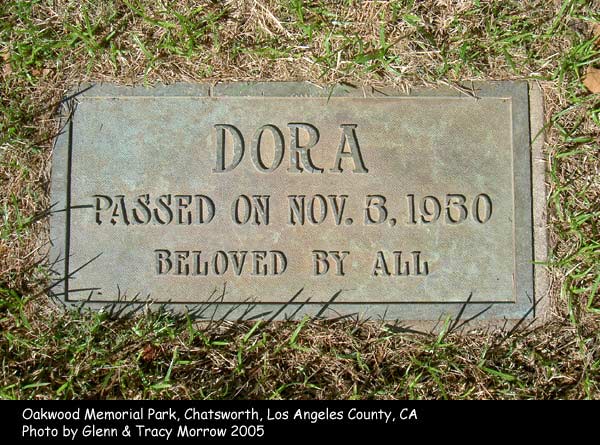 DORA
PASSED ON NOV. 3, 1930
BELOVED BY ALL
Oakwood Memorial Park, Chatsworth, Los Angeles County, CA
Photo by Glenn & Tracy Morrow 2005